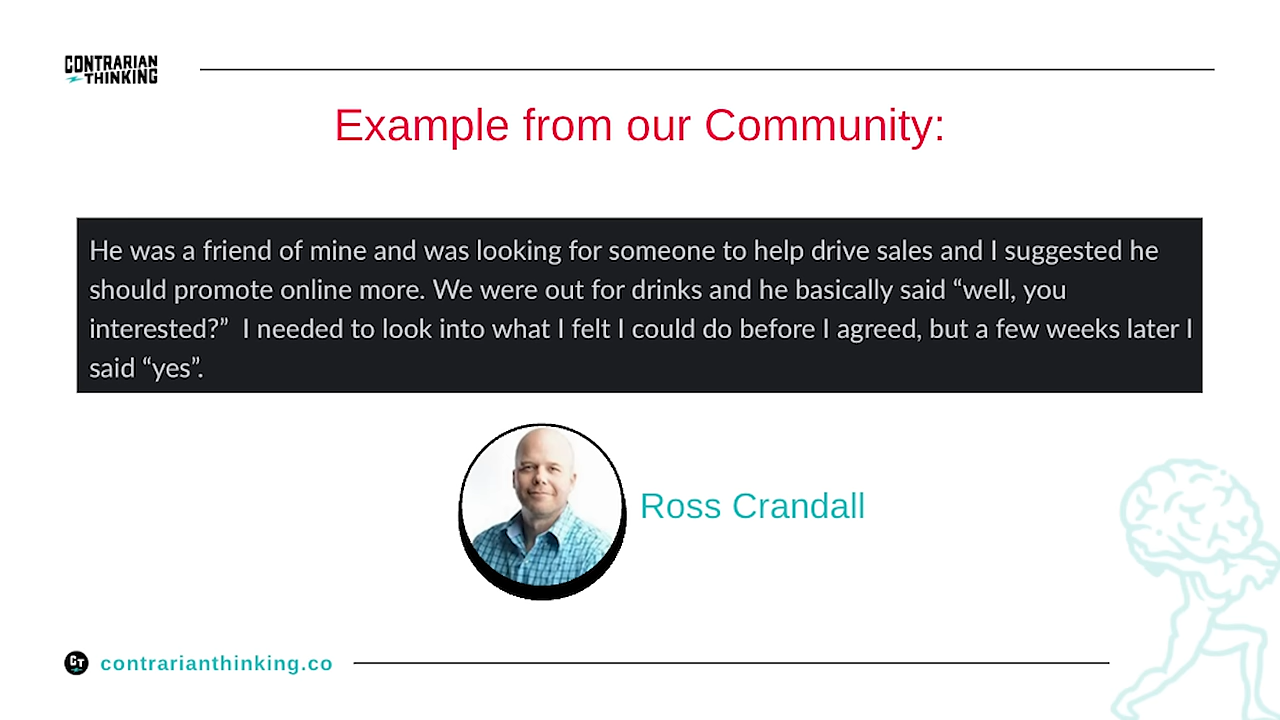 CONTRARIAN
THINKING
Example from our Community:
He was a friend of mine and was looking for someone to help drive sales and I suggested he
should promote online more. We were out for drinks and he basically said “well, you
interested?”  I needed to look into what I felt I could do before I agreed, but a few weeks later I
said “yes”.
Ross Crandall
CT
contrarianthinking.co